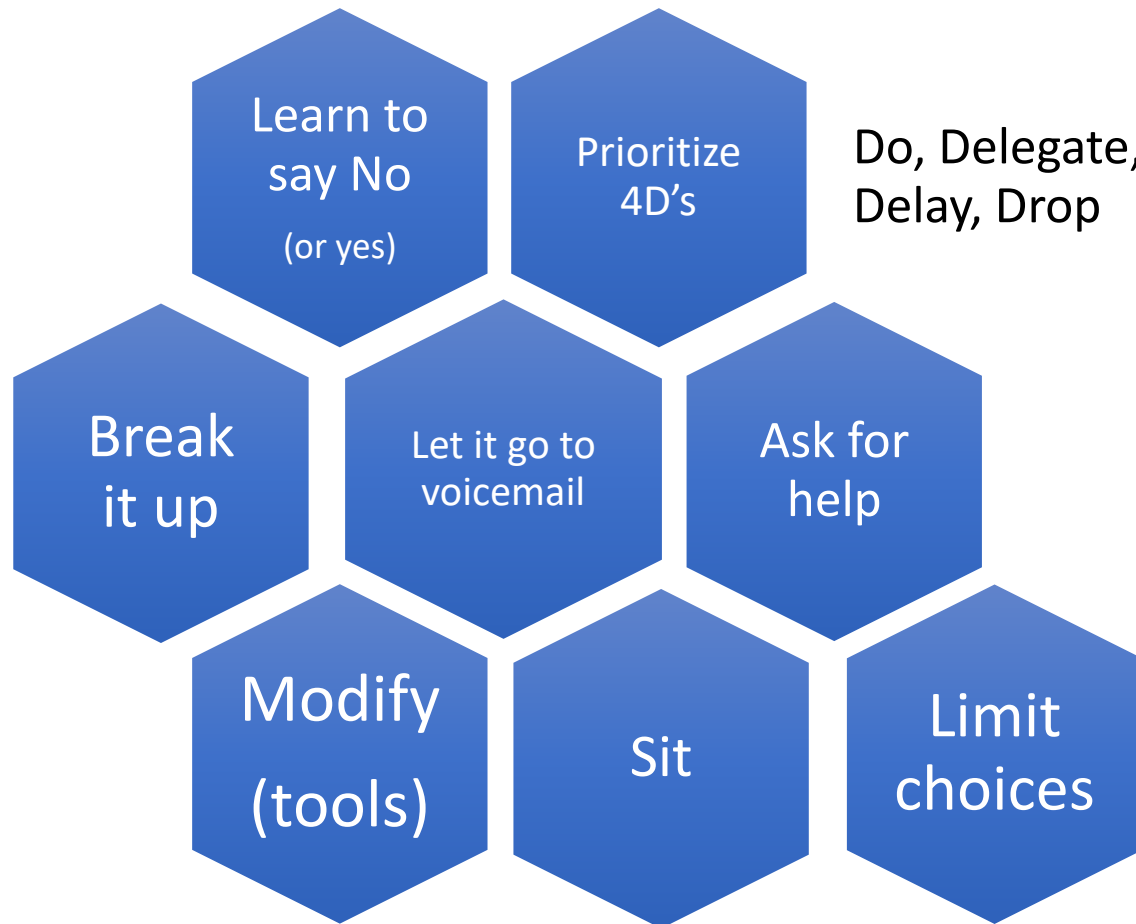 Learn to
say No
(or yes)
Prioritize
4D's
Do, Delegate,
Delay, Drop
Break
it up
Let it go to
voicemail
Ask for
help
Modify
(tools)
Sit
Limit
choices